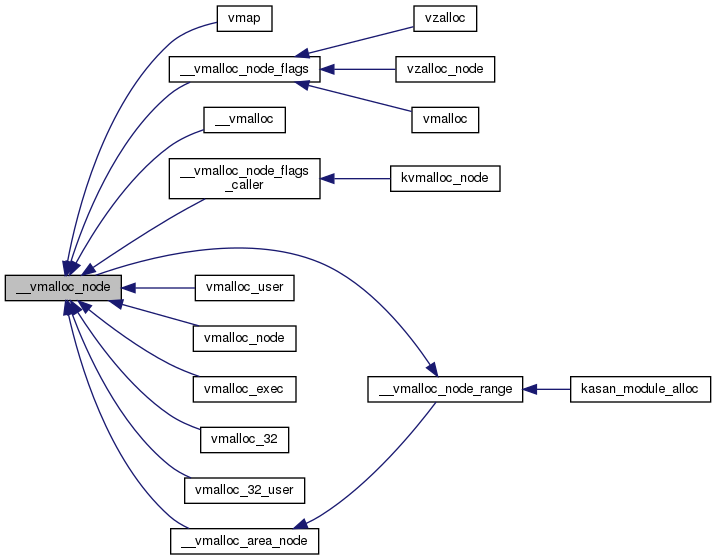 vmap
vzalloc
__vmalloc_node_flags
vzalloc_node
__vmalloc
vmalloc
__vmalloc_node_flags
_caller
kvmalloc_node
__vmalloc_node
vmalloc_user
vmalloc_node
vmalloc_exec
__vmalloc_node_range
kasan_module_alloc
vmalloc_32
vmalloc_32_user
__vmalloc_area_node